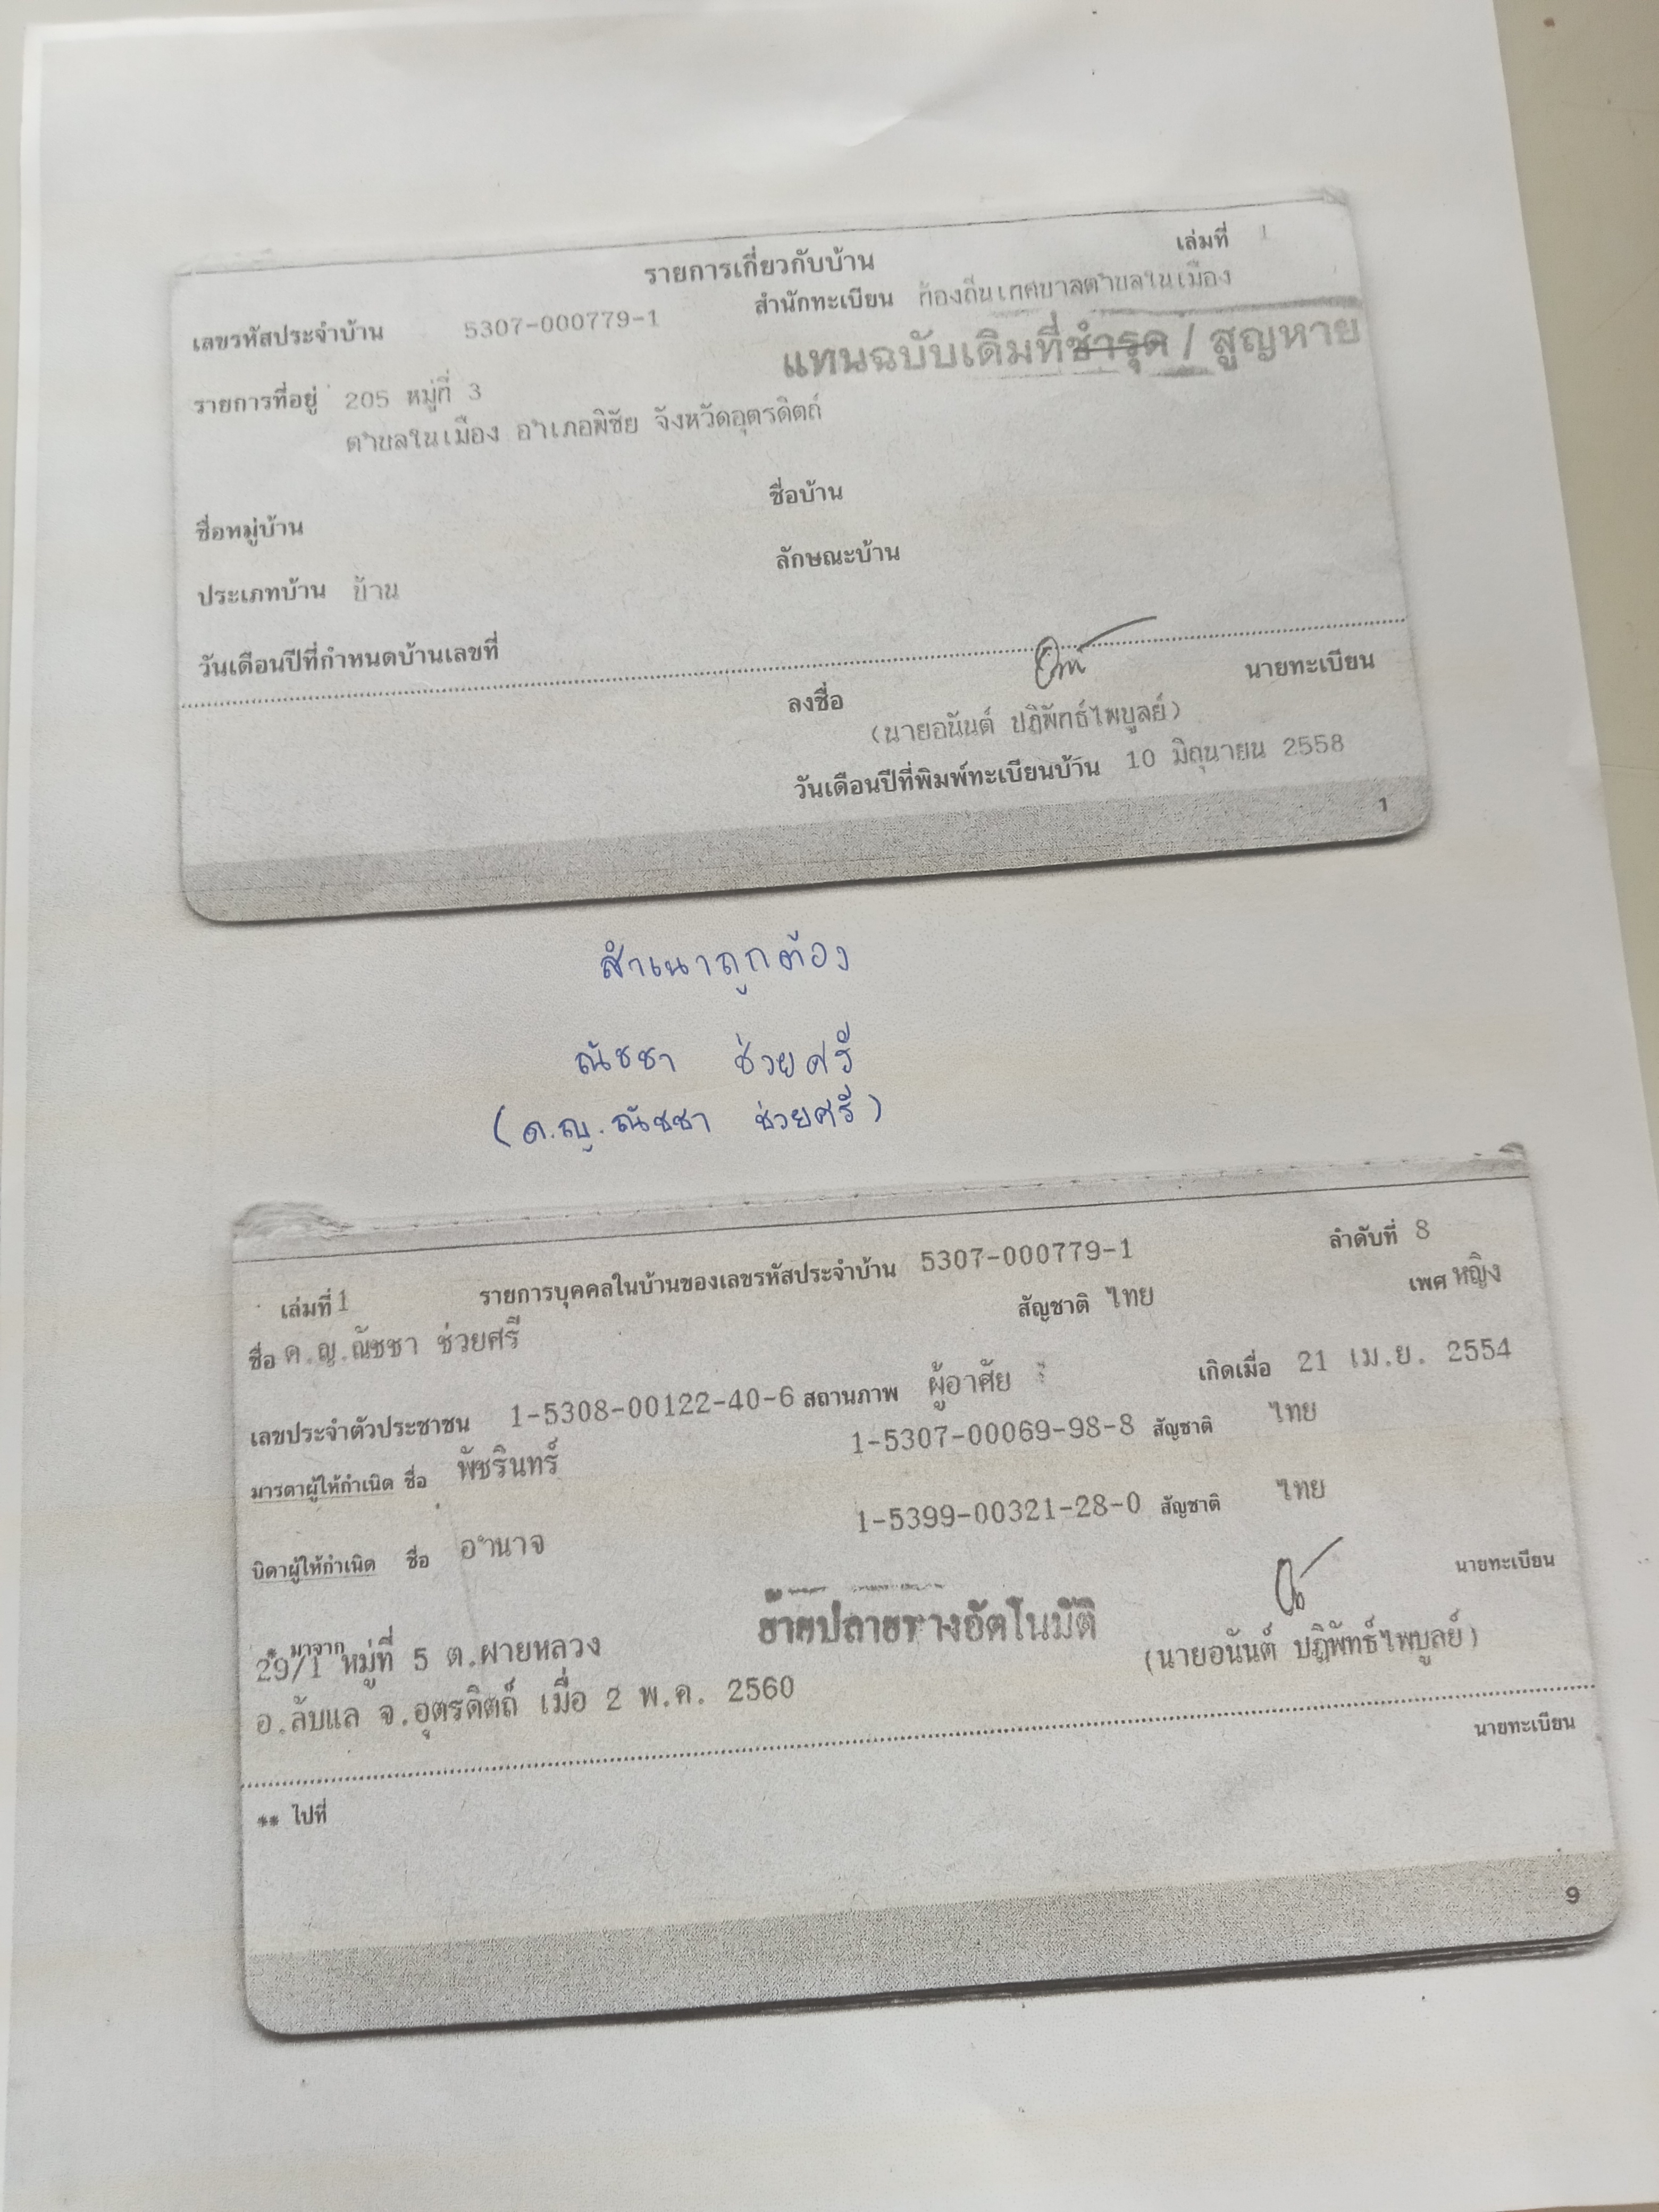 รายการเกี่ยวกับบ้าน เล่มที่ 1
เลขรหัสประจำบ้าน 5307-000779-1 สำนักทะเบียน ท้องถิ่นเทศบาลตำบลในเมือง
แทนฉบับเดิมที่ชำรุด / สูญหาย
รายการที่อยู่ 205 หมู่ที่ 3
ตำบลในเมือง อำเภอพิชัย จังหวัดอุตรดิตถ์
ชื่อหมู่บ้าน ชื่อบ้าน
ประเภทบ้าน บ้าน ลักษณะบ้าน
วันเดือนปีที่กำหนดบ้านเลขที่
ลงชื่อ นายทะเบียน
(นายอนันต์ ปฏิพัทธ์ไพบูลย์)
วันเดือนปีที่พิมพ์ทะเบียนบ้าน 10 มิถุนายน 2558
1
สำเนาถูกต้อง
ณัชชา ช่วยศรี
(ด.ญ.ณัชชา ช่วยศรี)
เล่มที่ 1 รายการบุคคลในบ้านของเลขรหัสประจำบ้าน 5307-000779-1 ลำดับที่ 8
ชื่อ ด.ญ.ณัชชา ช่วยศรี สัญชาติ ไทย เพศ หญิง
เลขประจำตัวประชาชน 1-5308-00122-40-6 สถานภาพ ผู้อาศัย เกิดเมื่อ 21 เม.ย. 2554
มารดาผู้ให้กำเนิด ชื่อ พัชรินทร์ 1-5307-00069-98-8 สัญชาติ ไทย
บิดาผู้ให้กำเนิด ชื่อ อำนาจ 1-5399-00321-28-0 สัญชาติ ไทย
* มาจาก ย้ายปลายทางอัตโนมัติ นายทะเบียน
29/1 หมู่ที่ 5 ต.ฝายหลวง (นายอนันต์ ปฏิพัทธ์ไพบูลย์)
อ.ลับแล จ.อุตรดิตถ์ เมื่อ 2 พ.ค. 2560
นายทะเบียน
** ไปที่
9